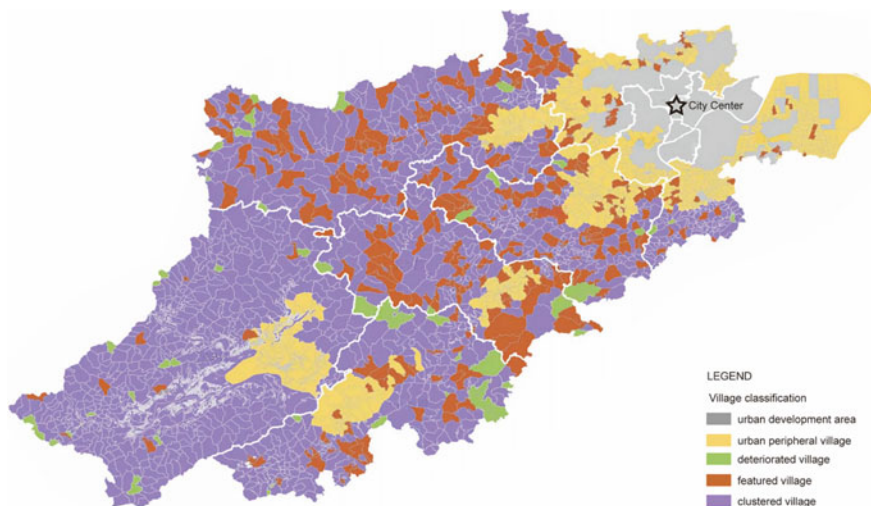 City Center
LEGEND
Village classification
urban development area
urban peripheral village
deteriorated village
featured village
clustered village